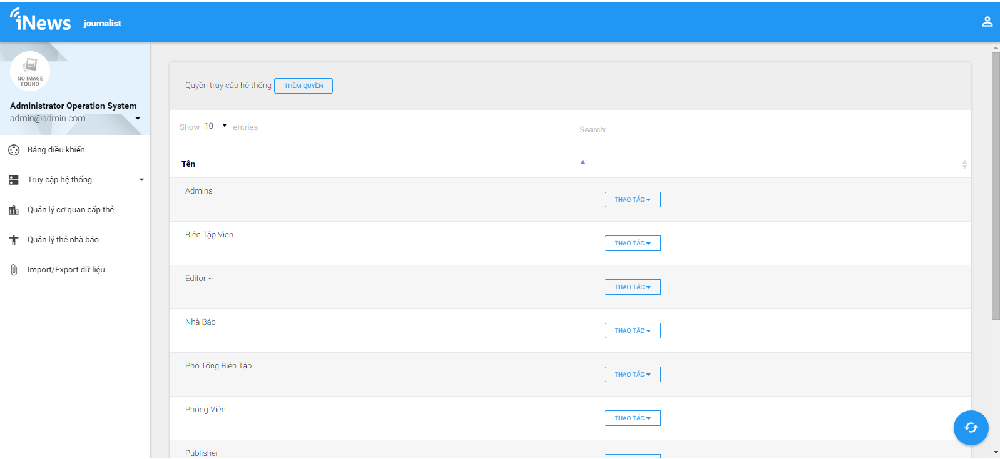 iNews journalist
NO IMAGE
FOUND
Administrator Operation System
admin@admin.com
Bảng điều khiển
Truy cập hệ thống
Quản lý cơ quan cấp thẻ
Quản lý thẻ nhà báo
Import/Export dữ liệu
Quyền truy cập hệ thống THÊM QUYỀN
Show 10 entries Search:
Tên
Admins THAO TÁC
Biên Tập Viên THAO TÁC
Editor ~ THAO TÁC
Nhà Báo THAO TÁC
Phó Tổng Biên Tập THAO TÁC
Phóng Viên THAO TÁC
Publisher